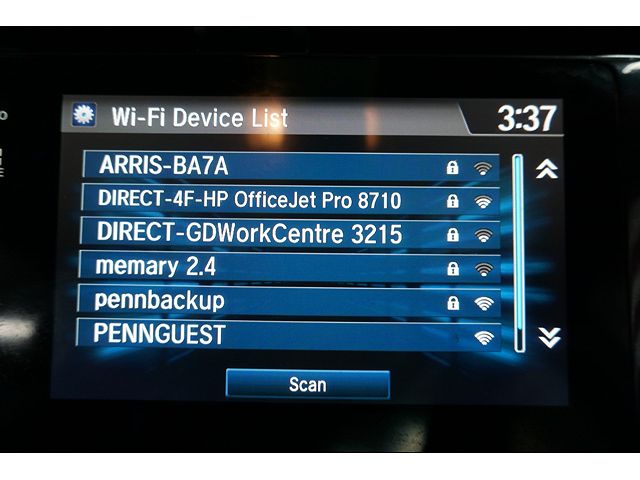 Wi-Fi Device List 3:37
ARRIS-BA7A
DIRECT-4F-HP OfficeJet Pro 8710
DIRECT-GDWorkCentre 3215
memary 2.4
pennbackup
PENNGUEST
Scan